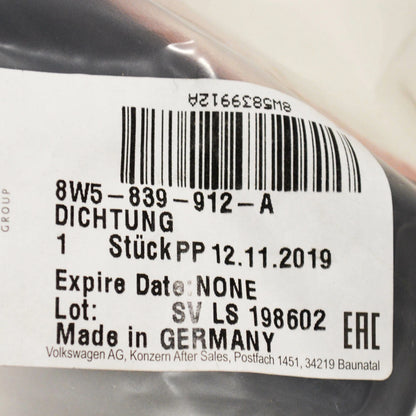 8W5839912A
8W5-839-912-A
DICHTUNG
1 Stück PP 12.11.2019
Expire Date: NONE
Lot: SV LS 198602
Made in GERMANY
EAC
Volkswagen AG, Konzern After Sales, Postfach 1451, 34219 Baunatal
GROUP